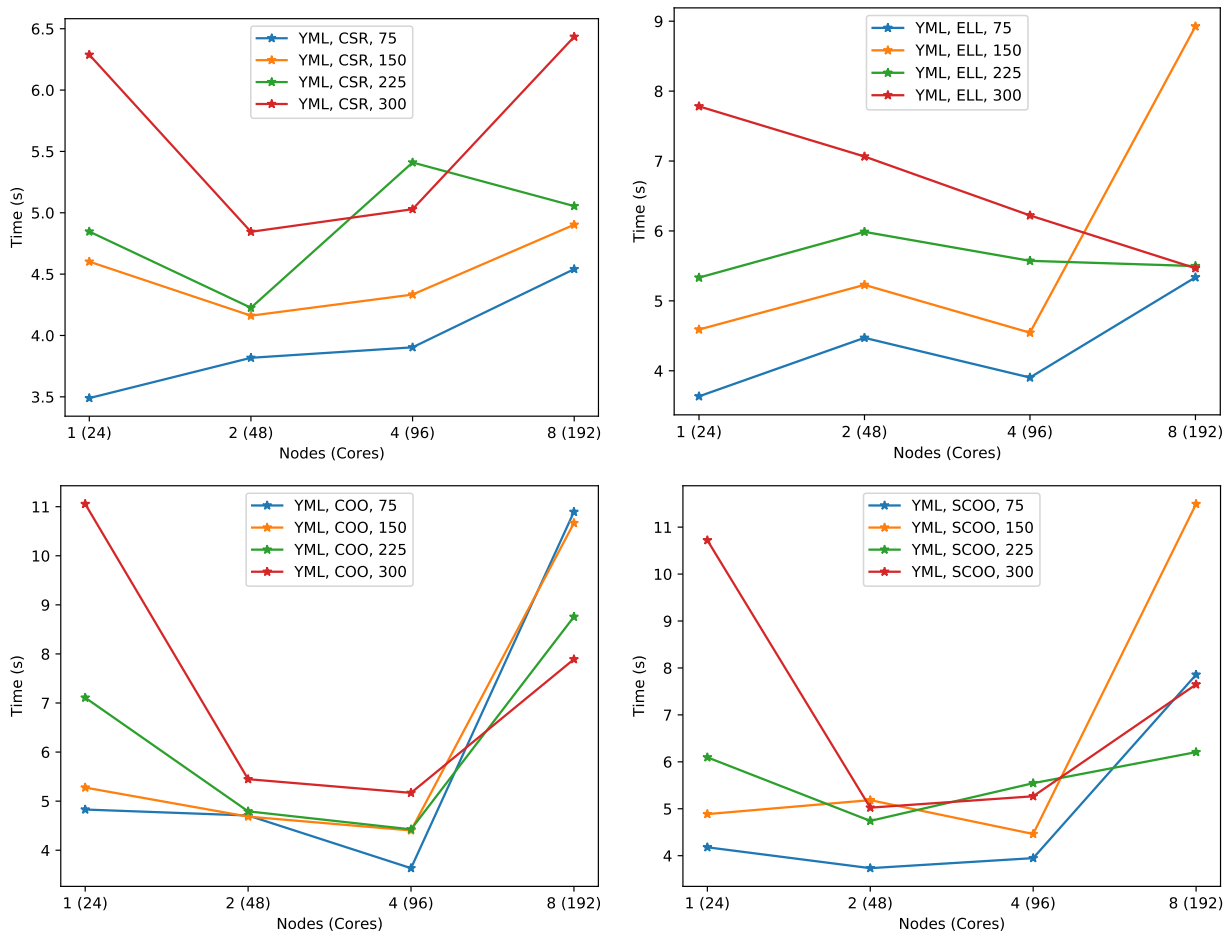 6.5
6.0
5.5
5.0
4.5
4.0
3.5
Time (s)
YML, CSR, 75
YML, CSR, 150
YML, CSR, 225
YML, CSR, 300
1 (24) 2 (48) 4 (96) 8 (192)
Nodes (Cores)
9
8
7
6
5
4
Time (s)
YML, ELL, 75
YML, ELL, 150
YML, ELL, 225
YML, ELL, 300
1 (24) 2 (48) 4 (96) 8 (192)
Nodes (Cores)
11
10
9
8
7
6
5
4
Time (s)
YML, COO, 75
YML, COO, 150
YML, COO, 225
YML, COO, 300
1 (24) 2 (48) 4 (96) 8 (192)
Nodes (Cores)
11
10
9
8
7
6
5
4
Time (s)
YML, SCOO, 75
YML, SCOO, 150
YML, SCOO, 225
YML, SCOO, 300
1 (24) 2 (48) 4 (96) 8 (192)
Nodes (Cores)